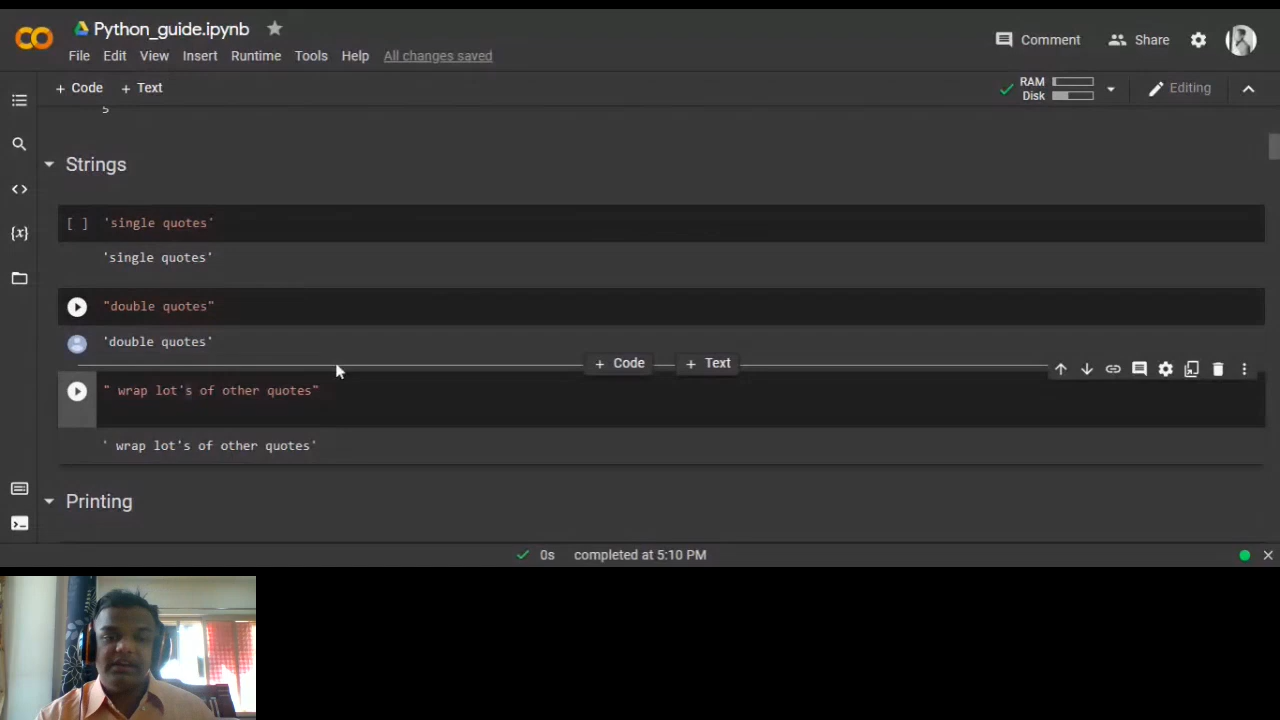 Python_guide.ipynb
File Edit View Insert Runtime Tools Help All changes saved
Comment Share
+ Code + Text
RAM
Disk
Editing
5
Strings
[ ] 'single quotes'
'single quotes'
"double quotes"
'double quotes'
+ Code + Text
" wrap lot's of other quotes"
' wrap lot's of other quotes'
Printing
0s completed at 5:10 PM